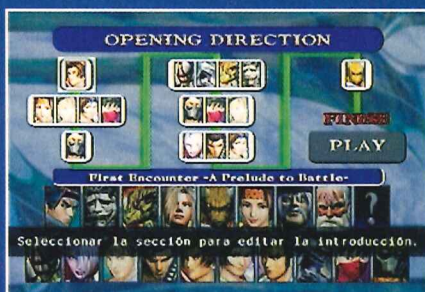 OPENING DIRECTION
FINISH
PLAY
First Encounter -A Prelude to Battle-
?
Seleccionar la sección para editar la introducción.